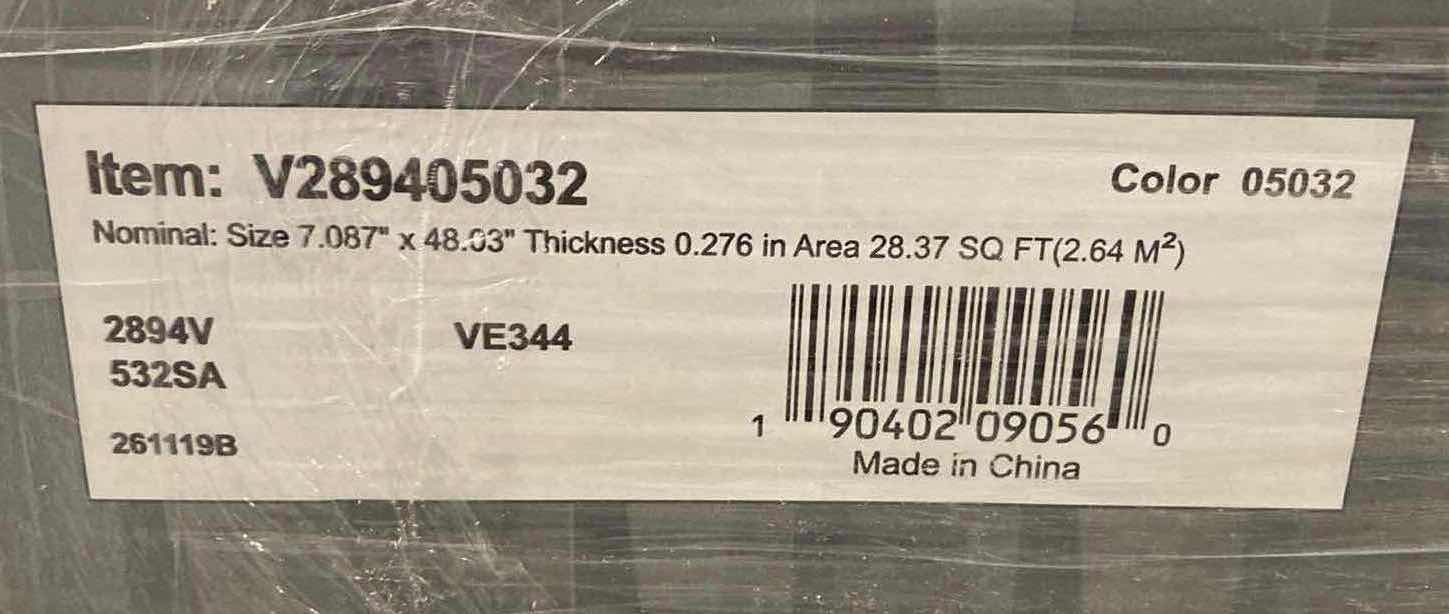 Item: V289405032
Color 05032
Nominal: Size 7.087" x 48.03" Thickness 0.276 in Area 28.37 SQ FT(2.64 M²)
2894V
VE344
532SA
261119B
1 90402 09056 0
Made in China